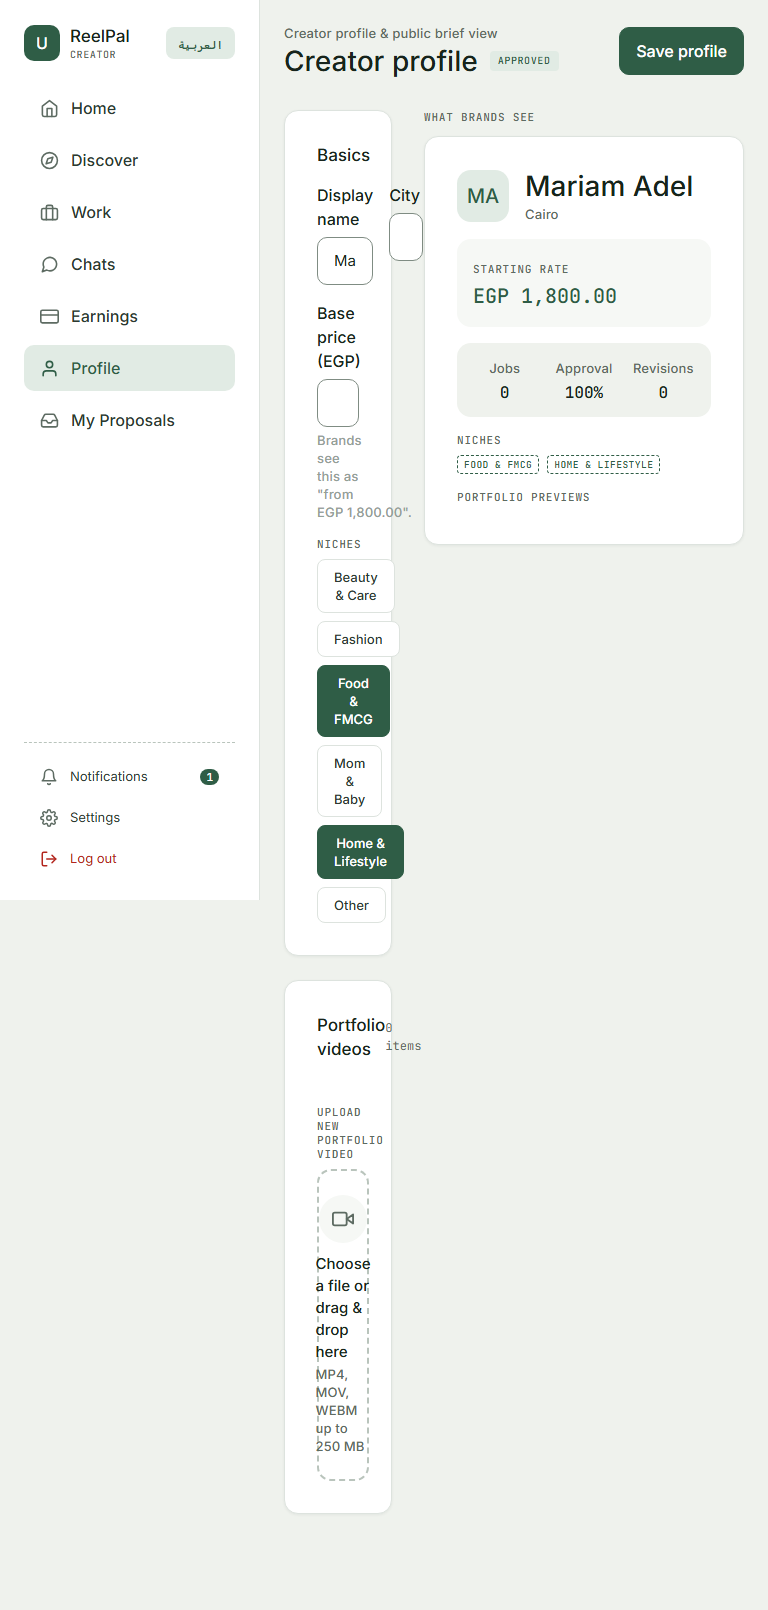 U
ReelPal
CREATOR
العربية
Home
Discover
Work
Chats
Earnings
Profile
My Proposals
Notifications
1
Settings
Log out
Creator profile & public brief view
Creator profile
APPROVED
Save profile
Basics
Display
name
City
Ma
Base
price
(EGP)
Brands
see
this as
"from
EGP 1,800.00".
NICHES
Beauty
& Care
Fashion
Food
&
FMCG
Mom
&
Baby
Home &
Lifestyle
Other
Portfolio
videos
0
items
UPLOAD
NEW
PORTFOLIO
VIDEO
Choose
a file or
drag &
drop
here
MP4,
MOV,
WEBM
up to
250 MB
WHAT BRANDS SEE
MA
Mariam Adel
Cairo
STARTING RATE
EGP 1,800.00
Jobs Approval Revisions
0 100% 0
NICHES
FOOD & FMCG HOME & LIFESTYLE
PORTFOLIO PREVIEWS